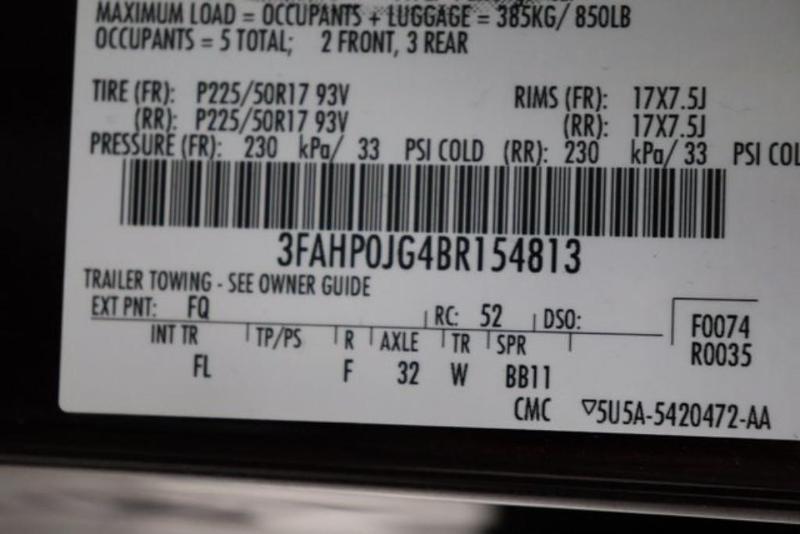 MAXIMUM LOAD = OCCUPANTS + LUGGAGE = 385KG/ 850LB
OCCUPANTS = 5 TOTAL; 2 FRONT, 3 REAR
TIRE (FR): P225/50R17 93V RIMS (FR): 17X7.5J
(RR): P225/50R17 93V (RR): 17X7.5J
PRESSURE (FR): 230 kPa/ 33 PSI COLD (RR): 230 kPa/ 33 PSI COL
3FAHP0JG4BR154813
TRAILER TOWING - SEE OWNER GUIDE
EXT PNT: FQ RC: 52 DSO: F0074
INT TR TP/PS R AXLE TR SPR R0035
FL F 32 W BB11
CMC ▽5U5A-5420472-AA